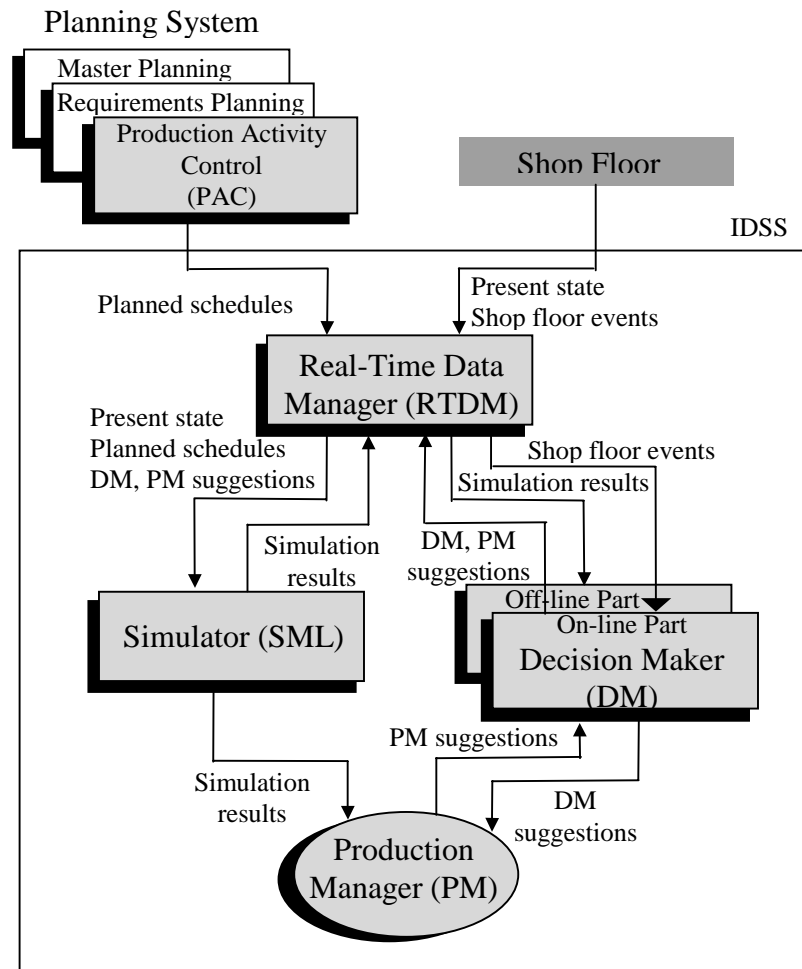 Planning System
Master Planning
Requirements Planning
Production Activity
Control
(PAC)
Shop Floor
IDSS
Planned schedules
Present state
Shop floor events
Real-Time Data
Manager (RTDM)
Present state
Planned schedules
DM, PM suggestions
Shop floor events
Simulation results
Simulation
results
DM, PM
suggestions
Simulator (SML)
Off-line Part
On-line Part
Decision Maker
(DM)
PM suggestions
Simulation
results
DM
suggestions
Production
Manager (PM)